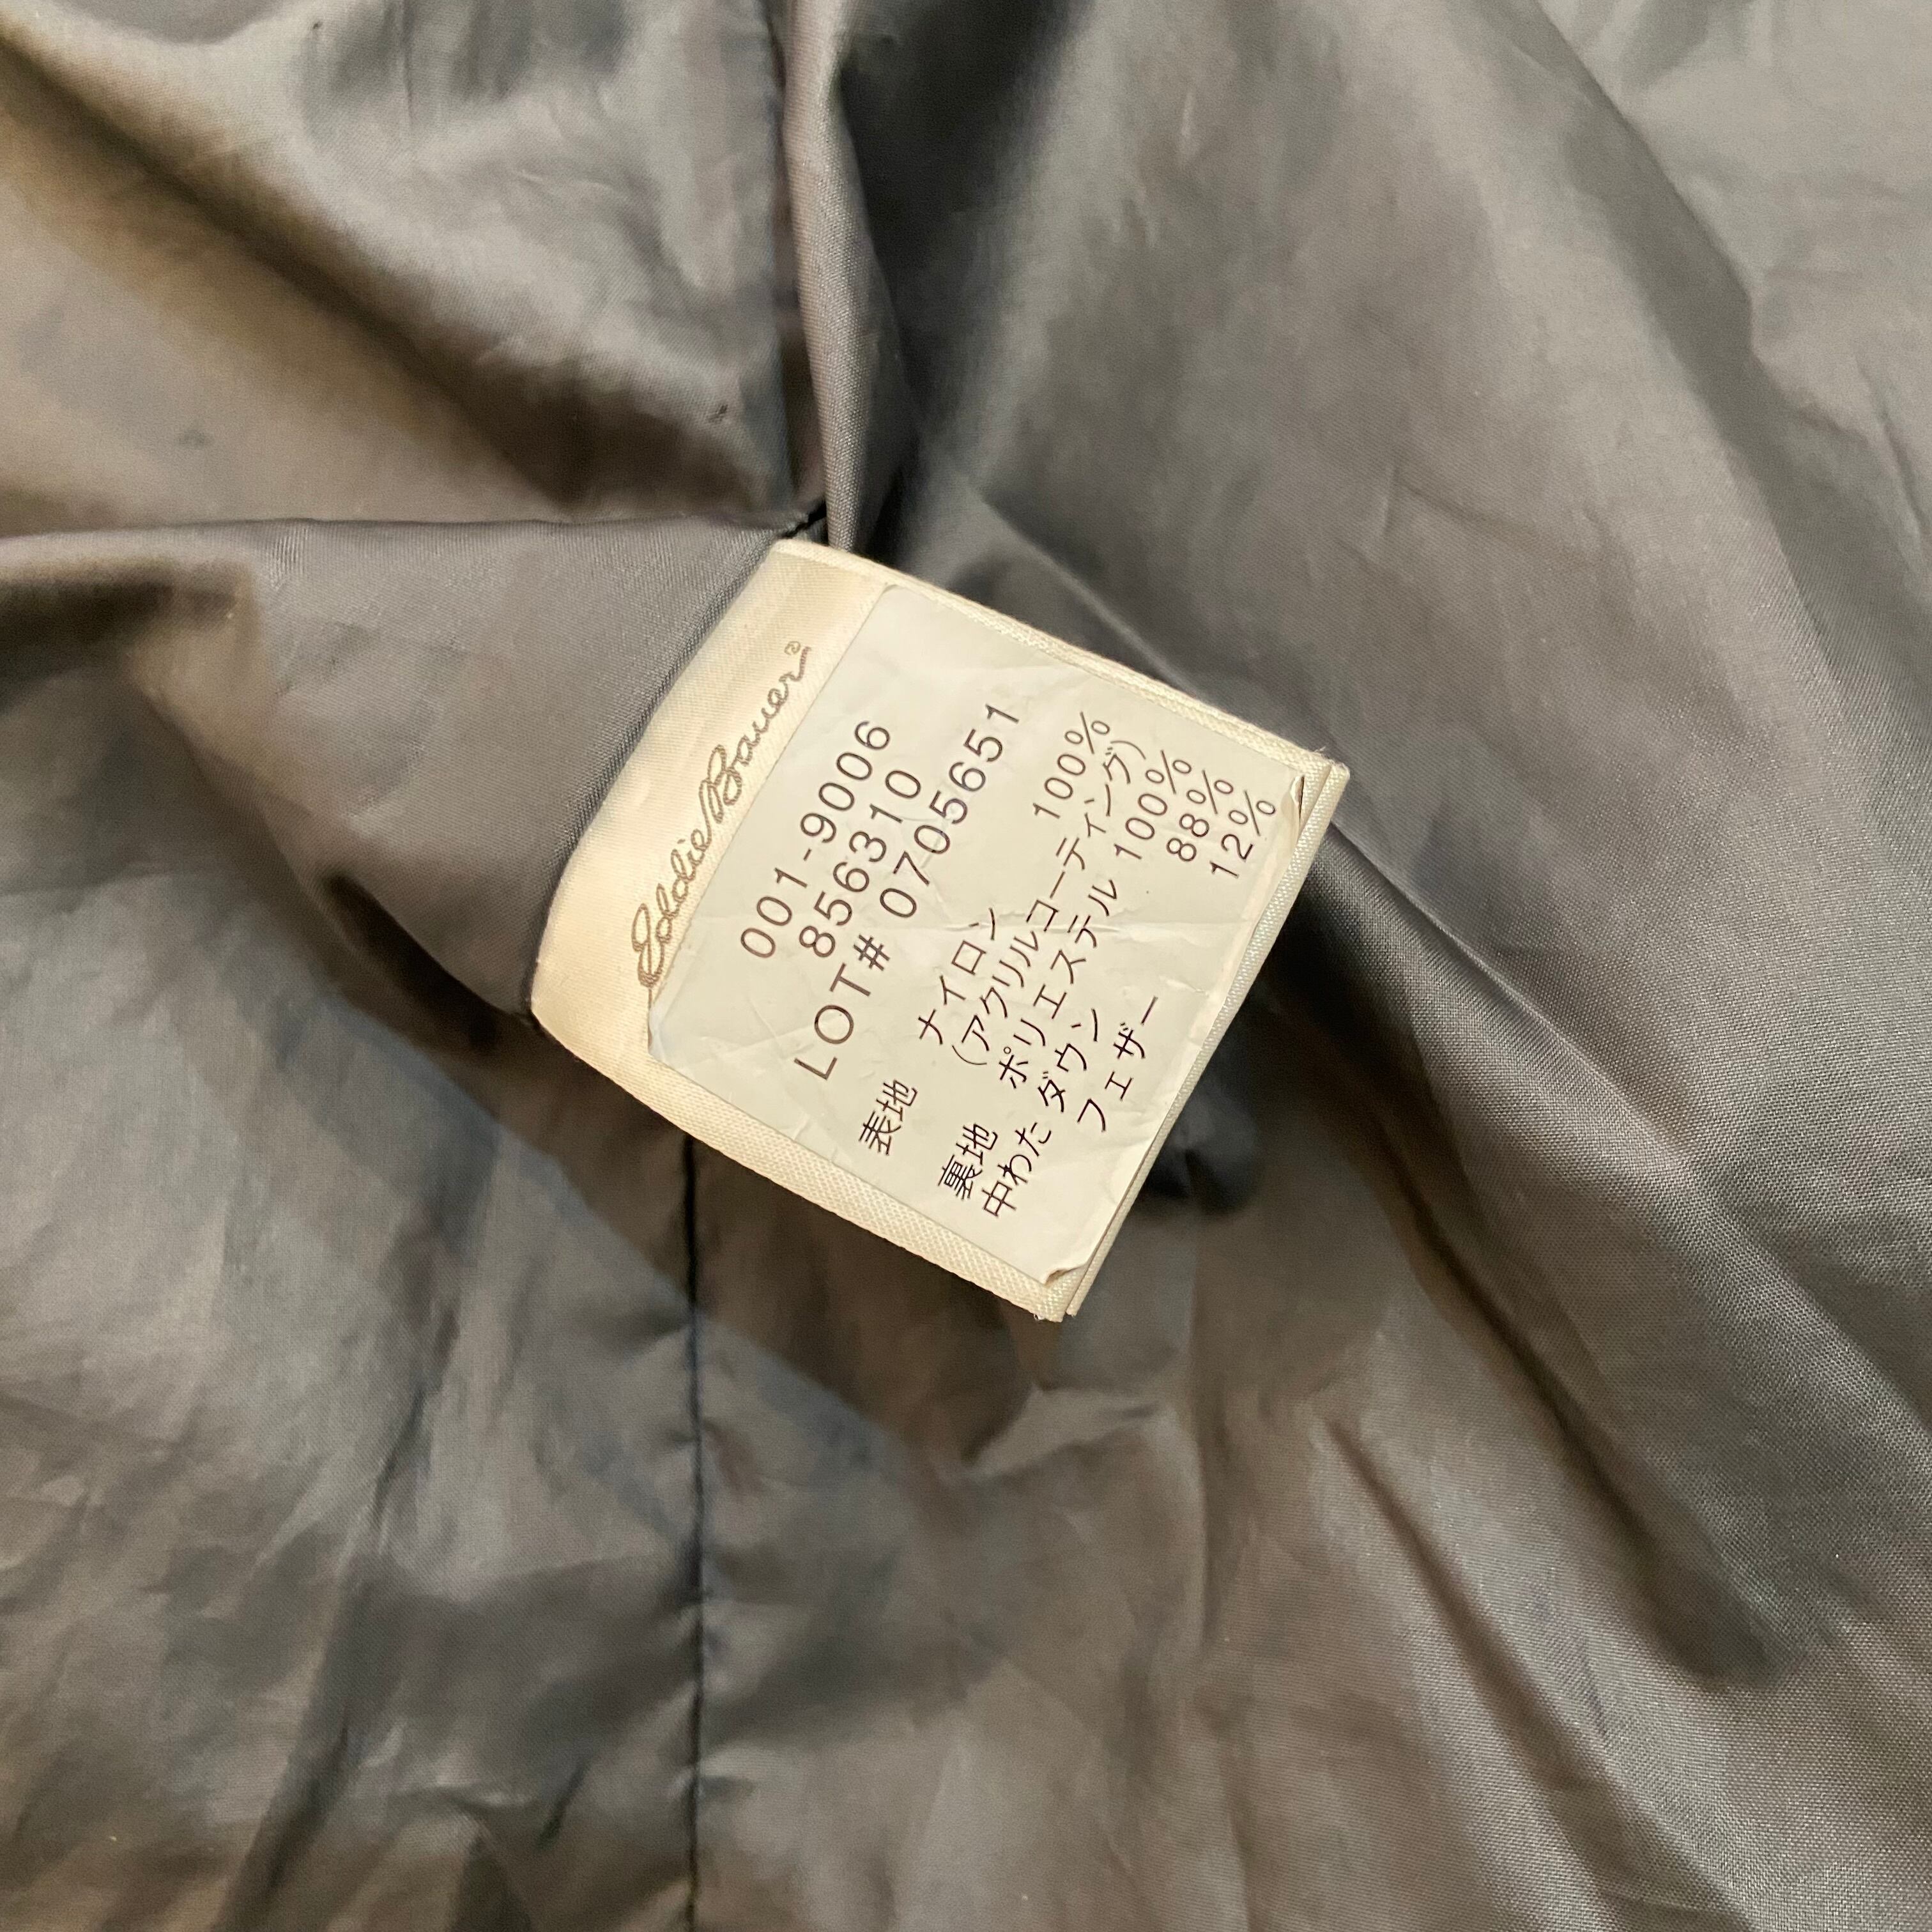 Eddie Bauer®
001-9006
856310
LOT# 0705651
表地 ナイロン 100%
(アクリルコーティング)
裏地 ポリエステル 100%
中わた ダウン 88%
フェザー 12%